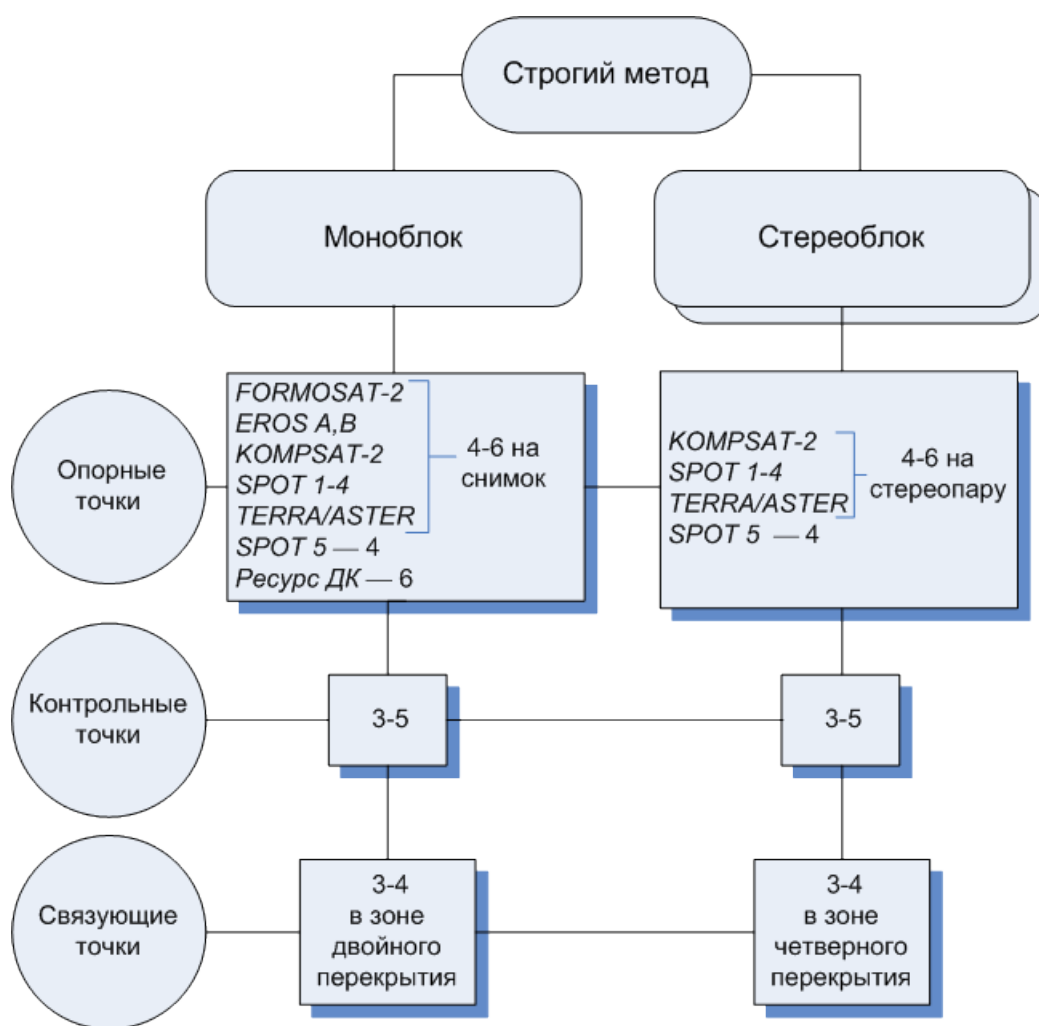 Строгий метод
Моноблок
Стереоблок
Опорные
точки
FORMOSAT-2
EROS A,B
KOMPSAT-2
SPOT 1-4
TERRA/ASTER
SPOT 5 — 4
Ресурс ДК — 6
4-6 на
снимок
KOMPSAT-2
SPOT 1-4
TERRA/ASTER
SPOT 5 — 4
4-6 на
стереопару
Контрольные
точки
3-5
3-5
Связующие
точки
3-4
в зоне
двойного
перекрытия
3-4
в зоне
четверного
перекрытия